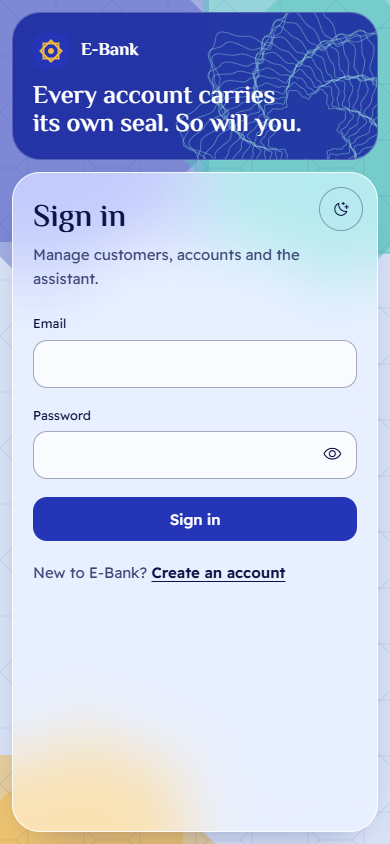 E-Bank
Every account carries
its own seal. So will you.
Sign in
Manage customers, accounts and the
assistant.
Email
Password
Sign in
New to E-Bank? Create an account